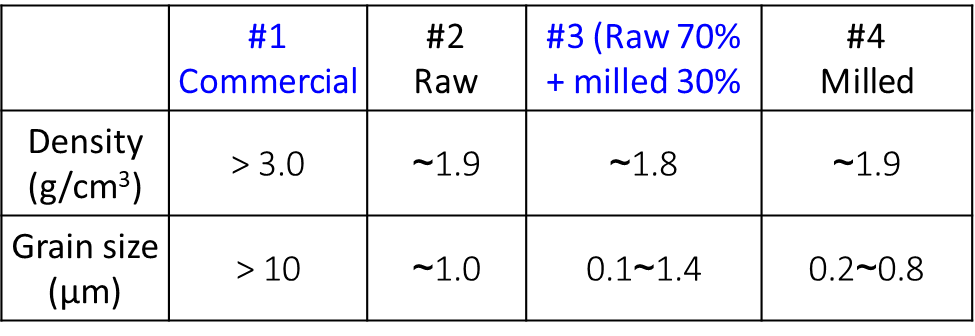 #1
Commercial
#2
Raw
#3 (Raw 70%
+ milled 30%
#4
Milled
Density
(g/cm³)
> 3.0
~1.9
~1.8
~1.9
Grain size
(μm)
> 10
~1.0
0.1~1.4
0.2~0.8